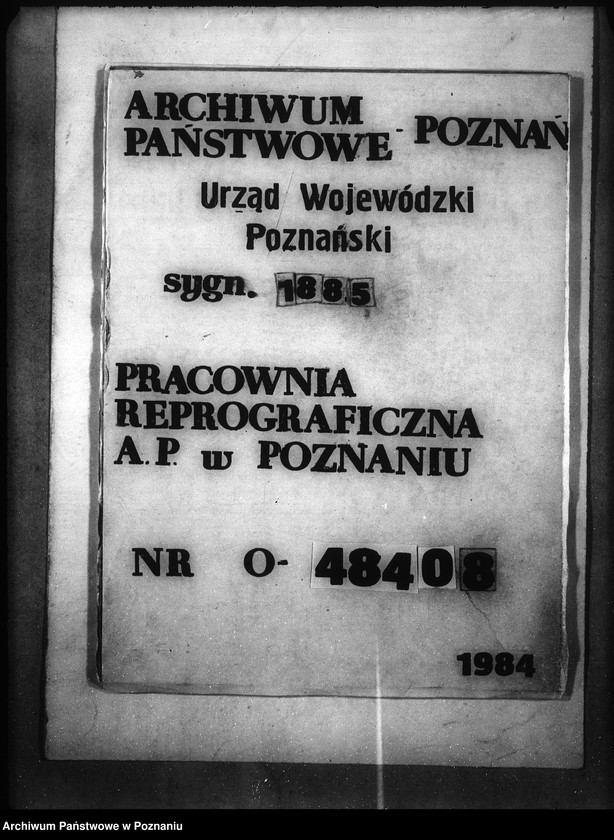 ARCHIWUM
PAŃSTWOWE - POZNAŃ
Urząd Wojewódzki
Poznański
sygn. 1885
PRACOWNIA
REPROGRAFICZNA
A.P. w POZNANIU
NR O- 48408
1984
Archiwum Państwowe w Poznaniu